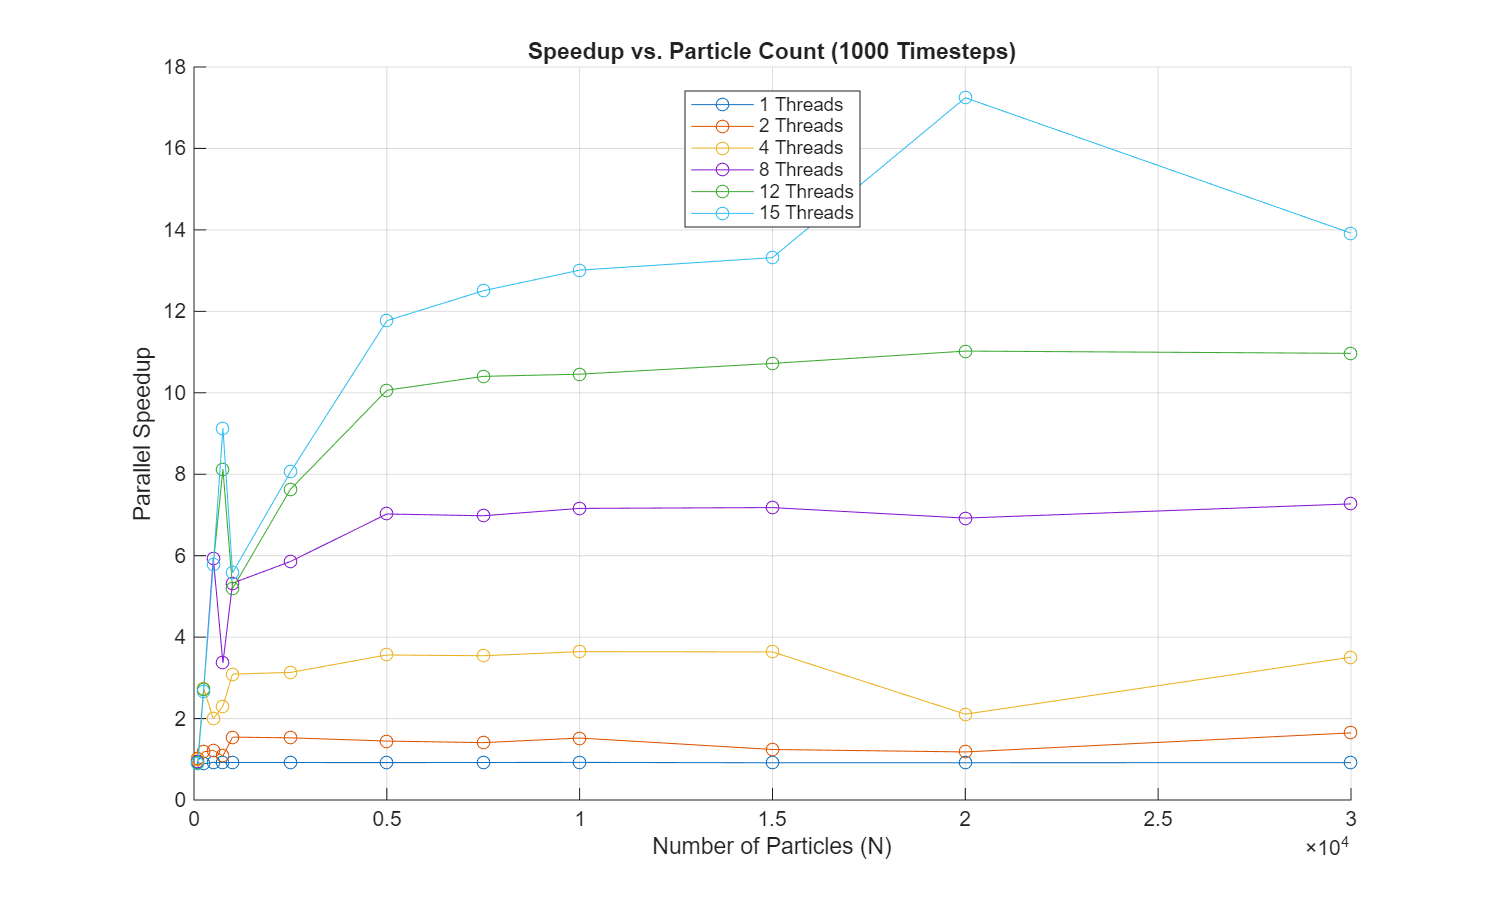 Speedup vs. Particle Count (1000 Timesteps)
18
16
14
12
10
8
6
4
2
0
Parallel Speedup
1 Threads
2 Threads
4 Threads
8 Threads
12 Threads
15 Threads
0 0.5 1 1.5 2 2.5 3
Number of Particles (N)
×10⁴